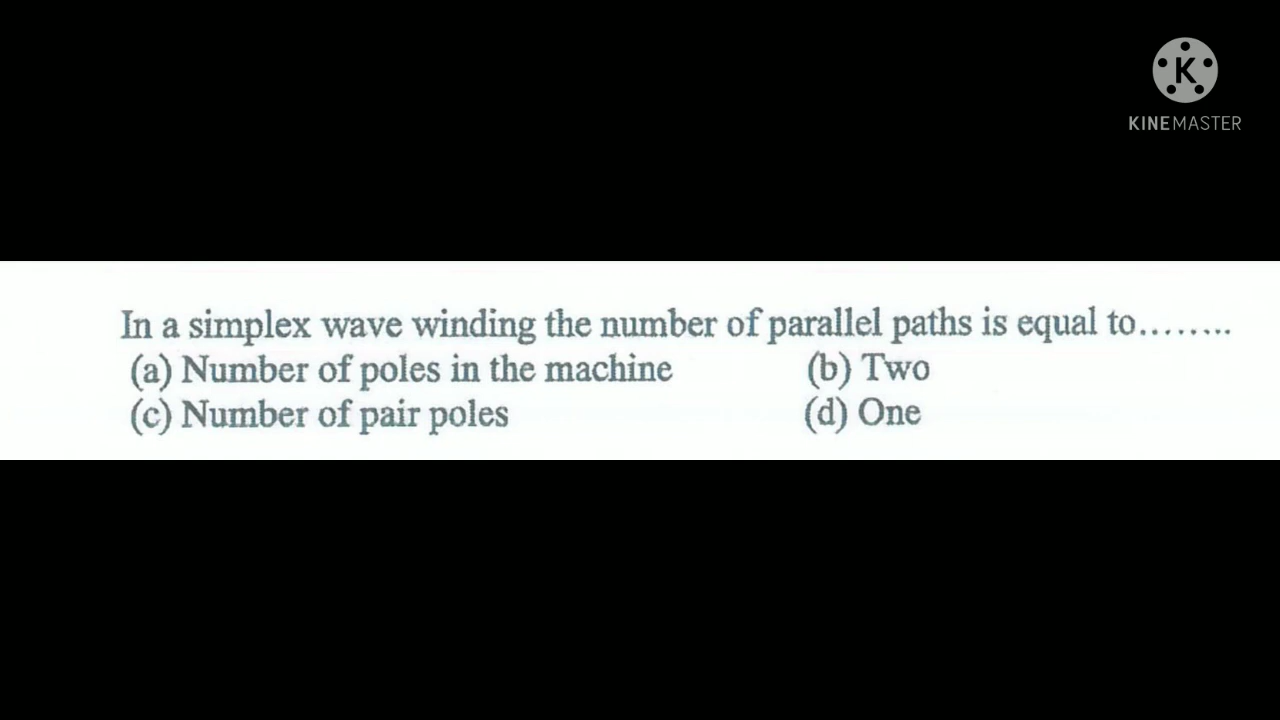 KINEMASTER
In a simplex wave winding the number of parallel paths is equal to........
(a) Number of poles in the machine (b) Two
(c) Number of pair poles (d) One